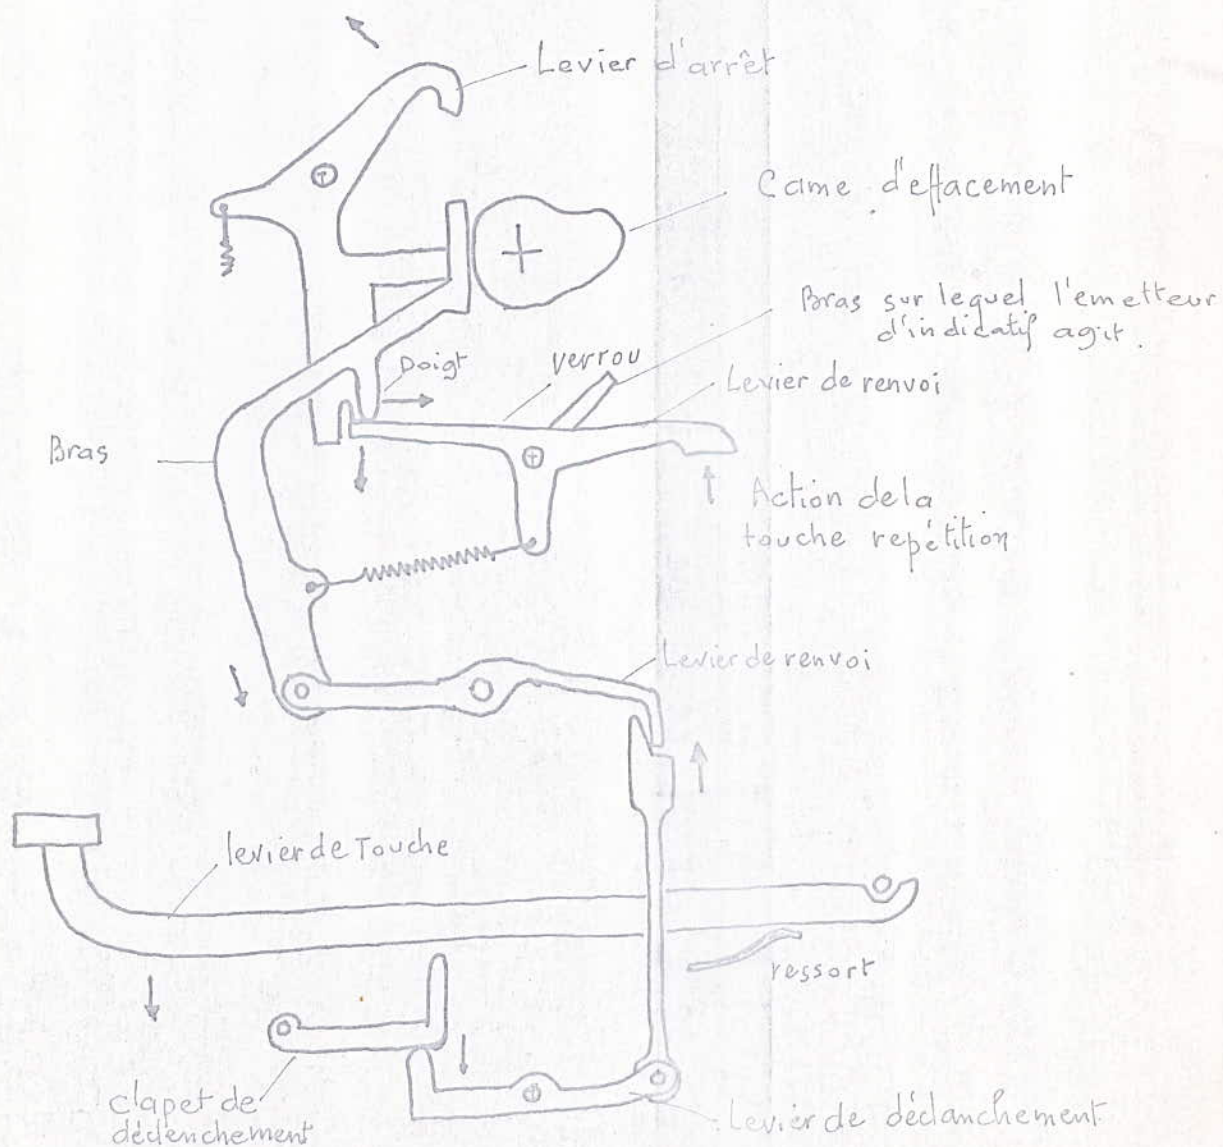 Levier d'arrêt
Came d'effacement
Bras sur lequel l'emetteur
d'indicatif agit.
Doigt
verrou
Levier de renvoi
Bras
Action de la
touche repétition
Levier de renvoi
levier de Touche
ressort
clapet de
déclenchement
Levier de déclanchement